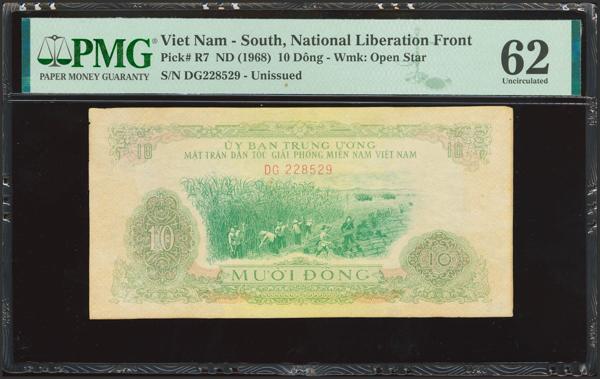 PMG
PAPER MONEY GUARANTY
Viet Nam - South, National Liberation Front
Pick# R7 ND (1968) 10 Dông - Wmk: Open Star
S/N DG228529 - Unissued
62
Uncirculated
10
ỦY BAN TRUNG ƯƠNG
10
MẶT TRẬN DÂN TỘC GIẢI PHÓNG MIỀN NAM VIỆT NAM
DG 228529
10
10
MƯỜI ĐỒNG